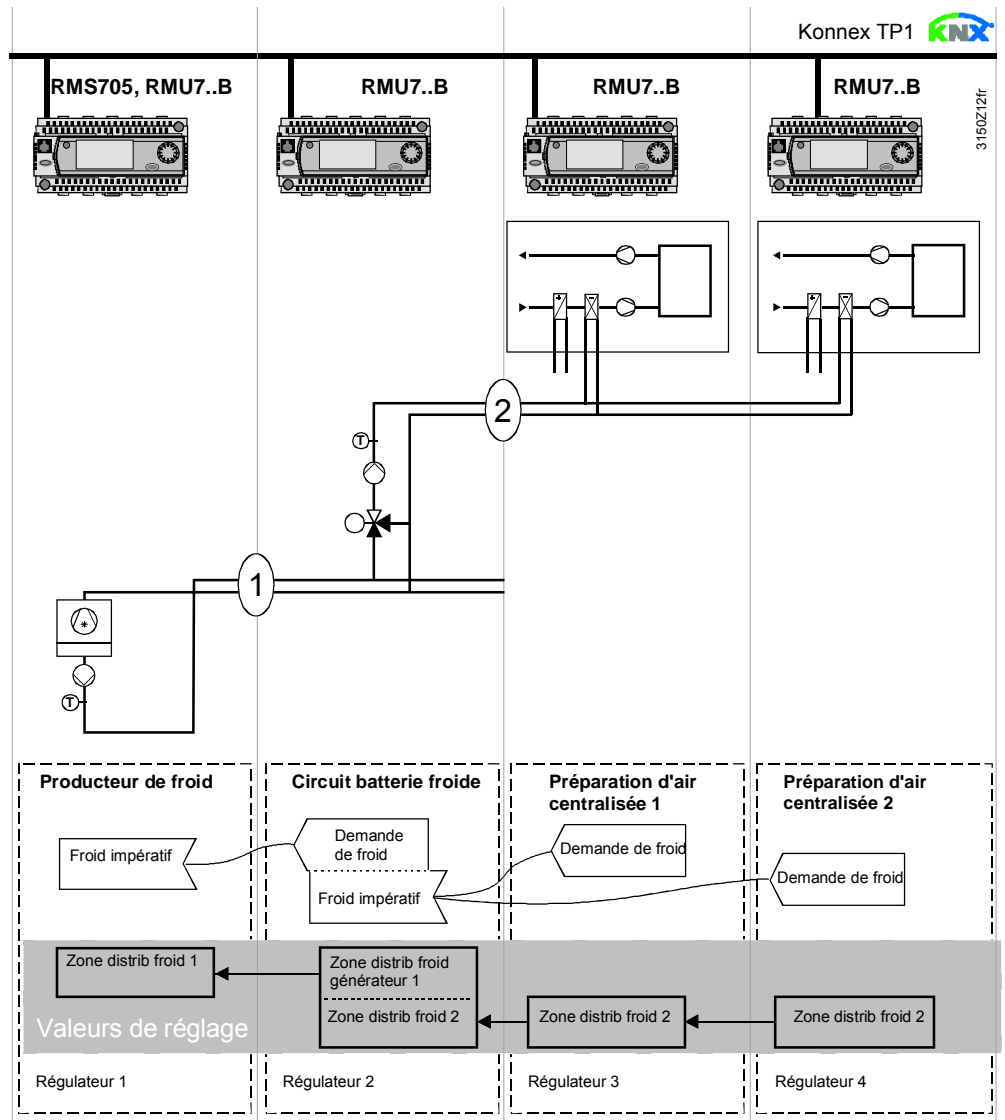 Konnex TP1 KNX
RMS705, RMU7..B
RMU7..B
RMU7..B
RMU7..B
3150Z12fr
+
-
+
-
2
T
1
*
T
Producteur de froid
Froid impératif
Circuit batterie froide
Demande
de froid
Froid impératif
Préparation d'air
centralisée 1
Demande de froid
Préparation d'air
centralisée 2
Demande de froid
Zone distrib froid 1
Zone distrib froid
générateur 1
Zone distrib froid 2
Zone distrib froid 2
Zone distrib froid 2
Valeurs de réglage
Régulateur 1
Régulateur 2
Régulateur 3
Régulateur 4